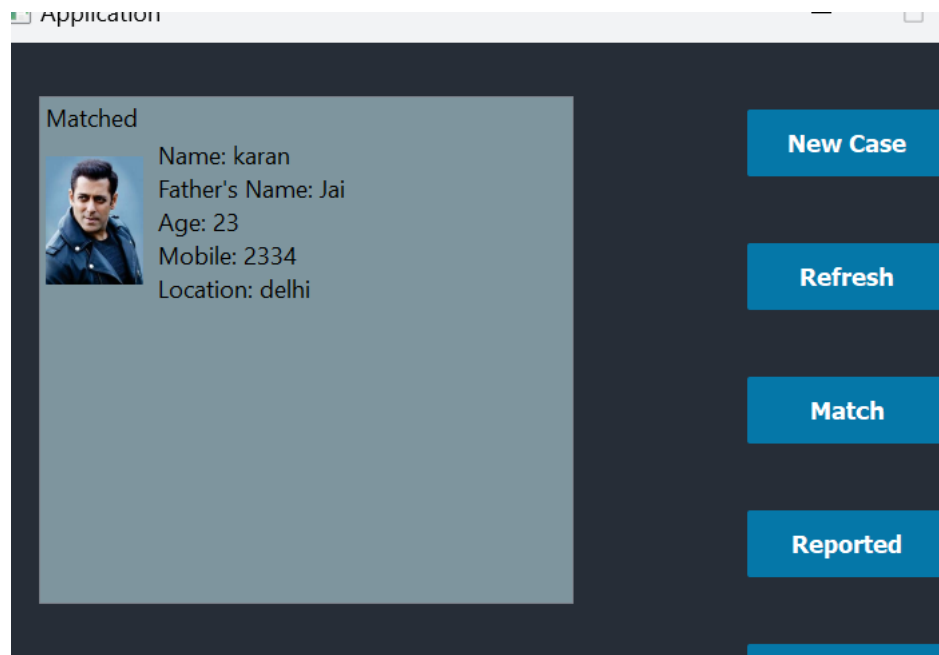 Application
Matched
Name: karan
Father's Name: Jai
Age: 23
Mobile: 2334
Location: delhi
New Case
Refresh
Match
Reported